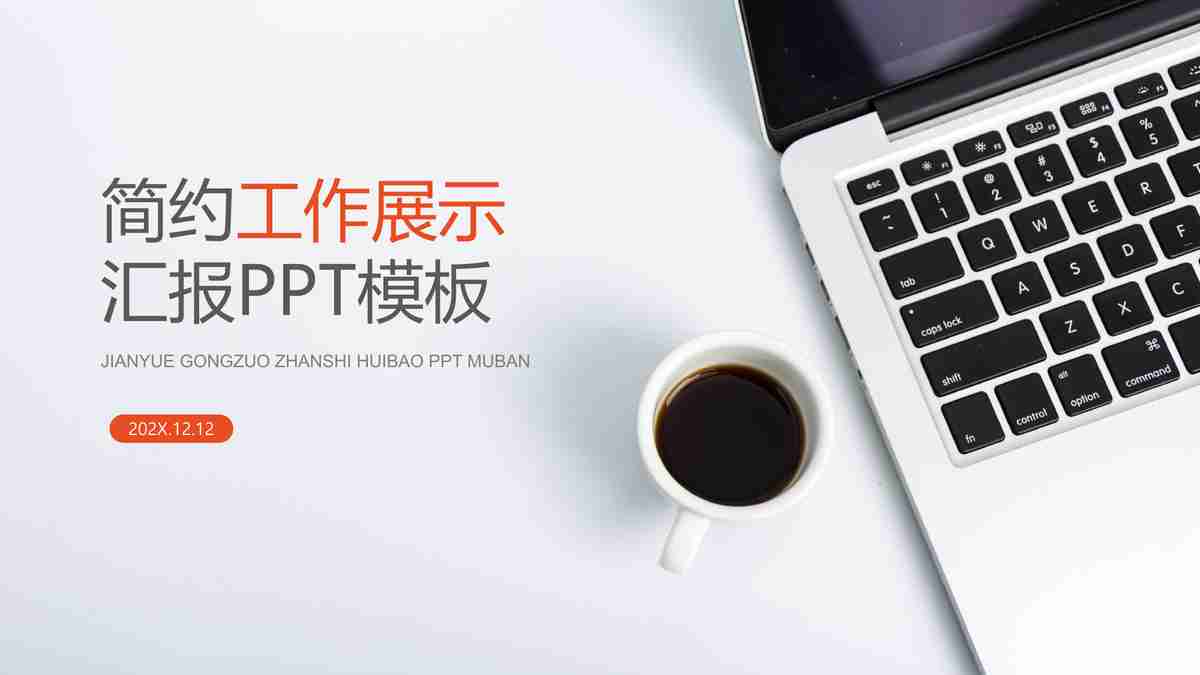 简约工作展示
汇报PPT模板
JIANYUE GONGZUO ZHANSHI HUIBAO PPT MUBAN
202X.12.12
esc F1 F2 F3 F4 F5
~ ` ! 1 @ 2 # 3 $ 4 % 5
tab Q W E R
caps lock A S D F
shift Z X C
fn control alt option ⌘ command